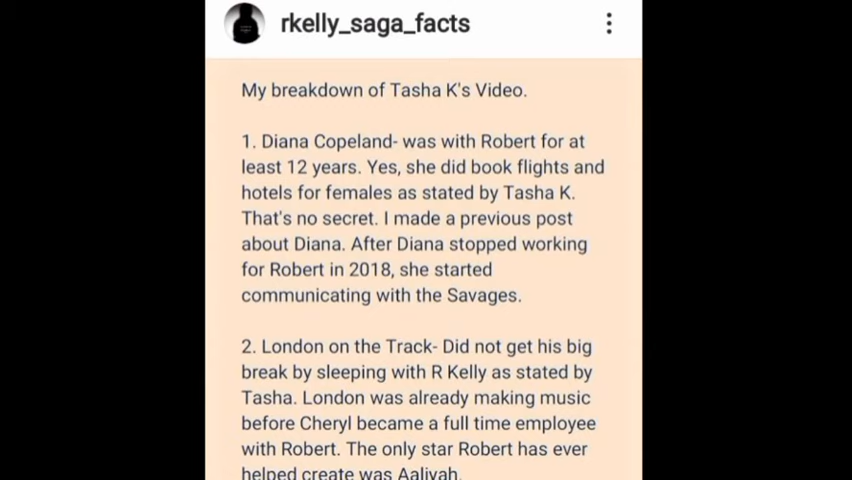 rkelly_saga_facts
My breakdown of Tasha K's Video.
1. Diana Copeland- was with Robert for at
least 12 years. Yes, she did book flights and
hotels for females as stated by Tasha K.
That's no secret. I made a previous post
about Diana. After Diana stopped working
for Robert in 2018, she started
communicating with the Savages.
2. London on the Track- Did not get his big
break by sleeping with R Kelly as stated by
Tasha. London was already making music
before Cheryl became a full time employee
with Robert. The only star Robert has ever
helped create was Aaliyah.